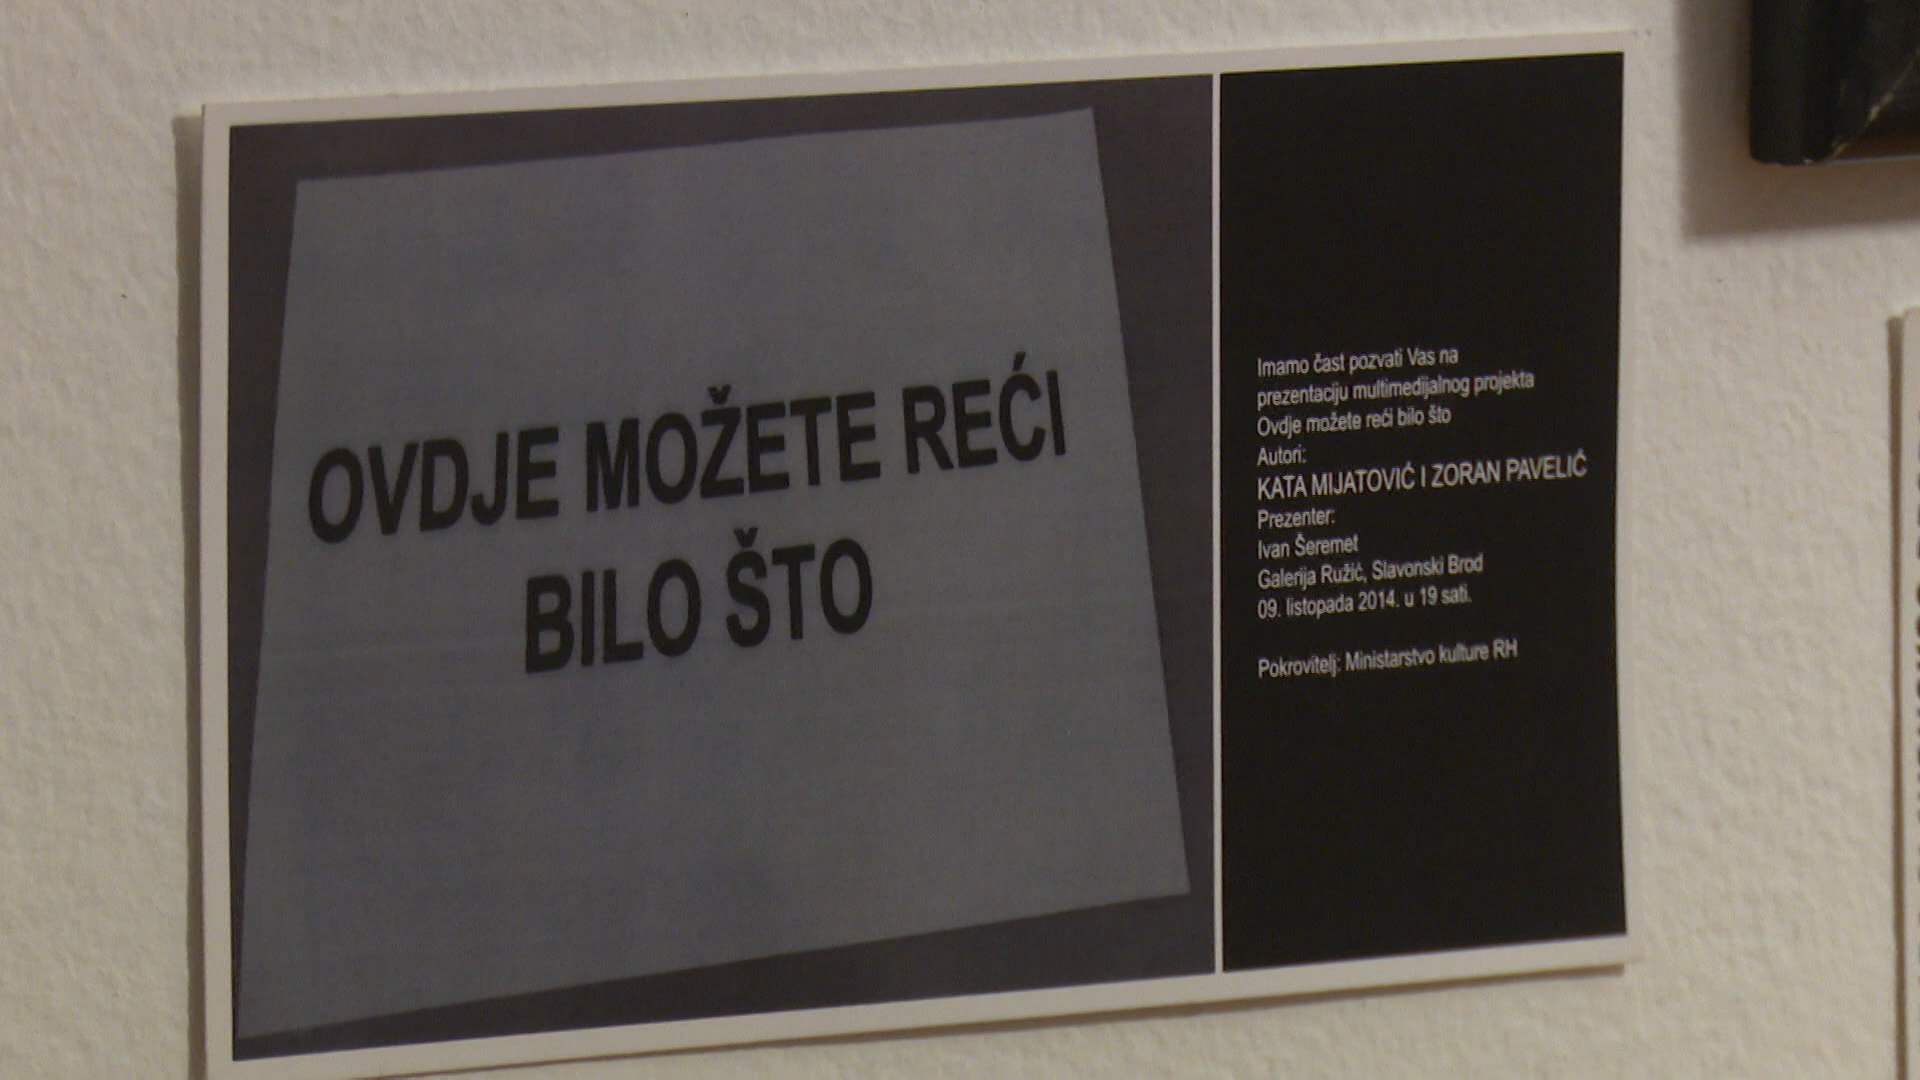 OVDJE MOŽETE REĆI
BILO ŠTO
Imamo čast pozvati Vas na
prezentaciju multimedijalnog projekta
Ovdje možete reći bilo što
Autori:
KATA MIJATOVIĆ I ZORAN PAVELIĆ
Prezenter:
Ivan Šeremet
Galerija Ružić, Slavonski Brod
09. listopada 2014. u 19 sati.
Pokrovitelj: Ministarstvo kulture RH